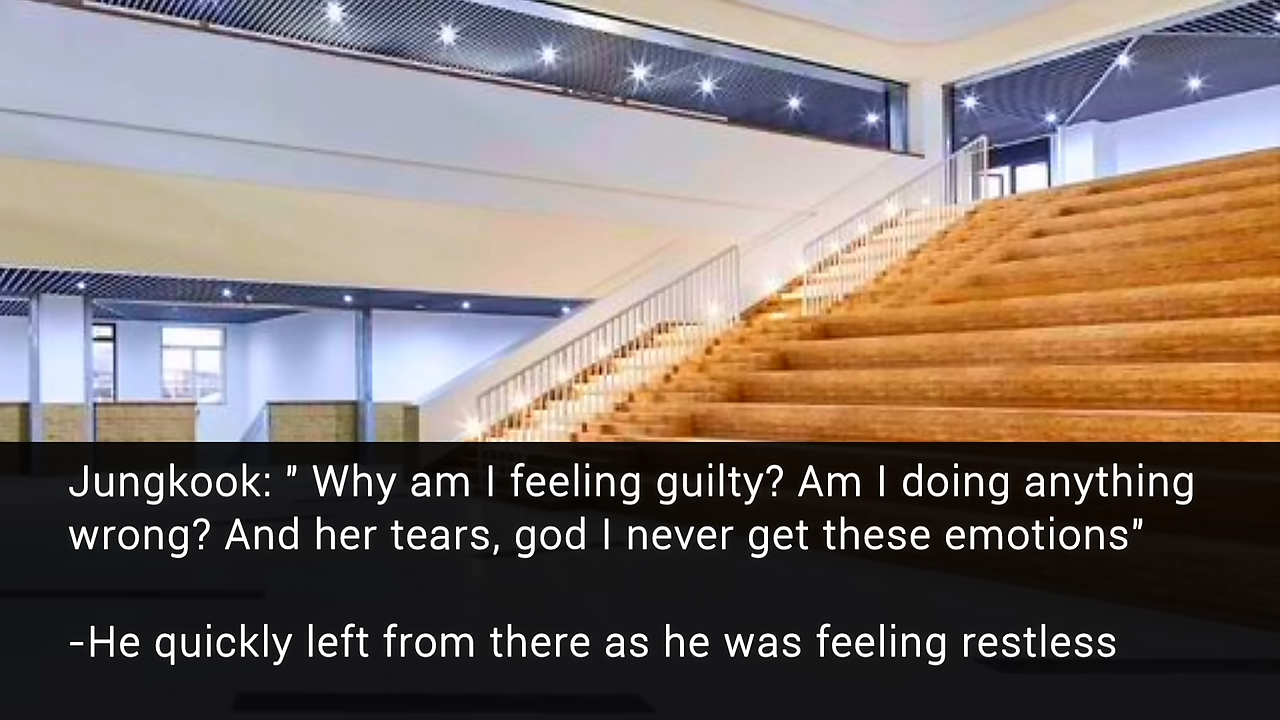 Jungkook: " Why am I feeling guilty? Am I doing anything
wrong? And her tears, god I never get these emotions"
-He quickly left from there as he was feeling restless